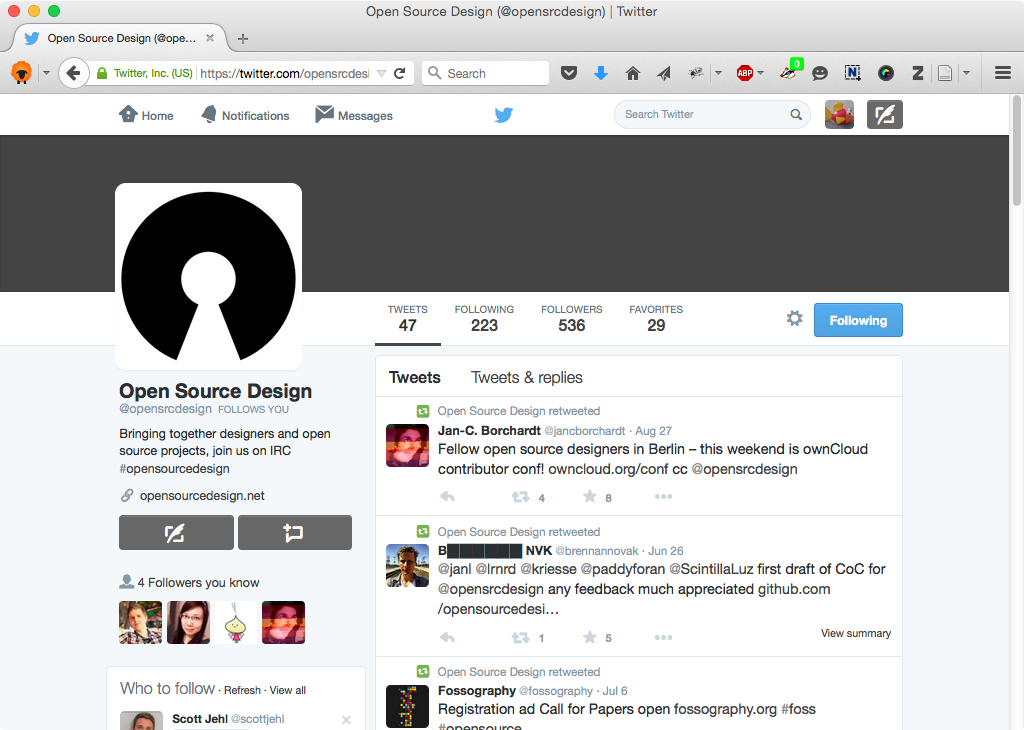 Open Source Design (@opensrcdesign) | Twitter
Open Source Design (@ope...
Twitter, Inc. (US)
https://twitter.com/opensrcdesi
Search
ABP
0
N
Z
Home
Notifications
Messages
Search Twitter
TWEETS
47
FOLLOWING
223
FOLLOWERS
536
FAVORITES
29
Following
Open Source Design
@opensrcdesign FOLLOWS YOU
Bringing together designers and open
source projects, join us on IRC
#opensourcedesign
opensourcedesign.net
4 Followers you know
Who to follow · Refresh · View all
Scott Jehl @scottjehl
Tweets
Tweets & replies
Open Source Design retweeted
Jan-C. Borchardt @jancborchardt · Aug 27
Fellow open source designers in Berlin – this weekend is ownCloud
contributor conf! owncloud.org/conf cc @opensrcdesign
4
8
Open Source Design retweeted
B██████ NVK @brennannovak · Jun 26
@janl @lrnrd @kriesse @paddyforan @ScintillaLuz first draft of CoC for
@opensrcdesign any feedback much appreciated github.com
/opensourcedesi…
1
5
View summary
Open Source Design retweeted
Fossography @fossography · Jul 6
Registration ad Call for Papers open fossography.org #foss
#opensource